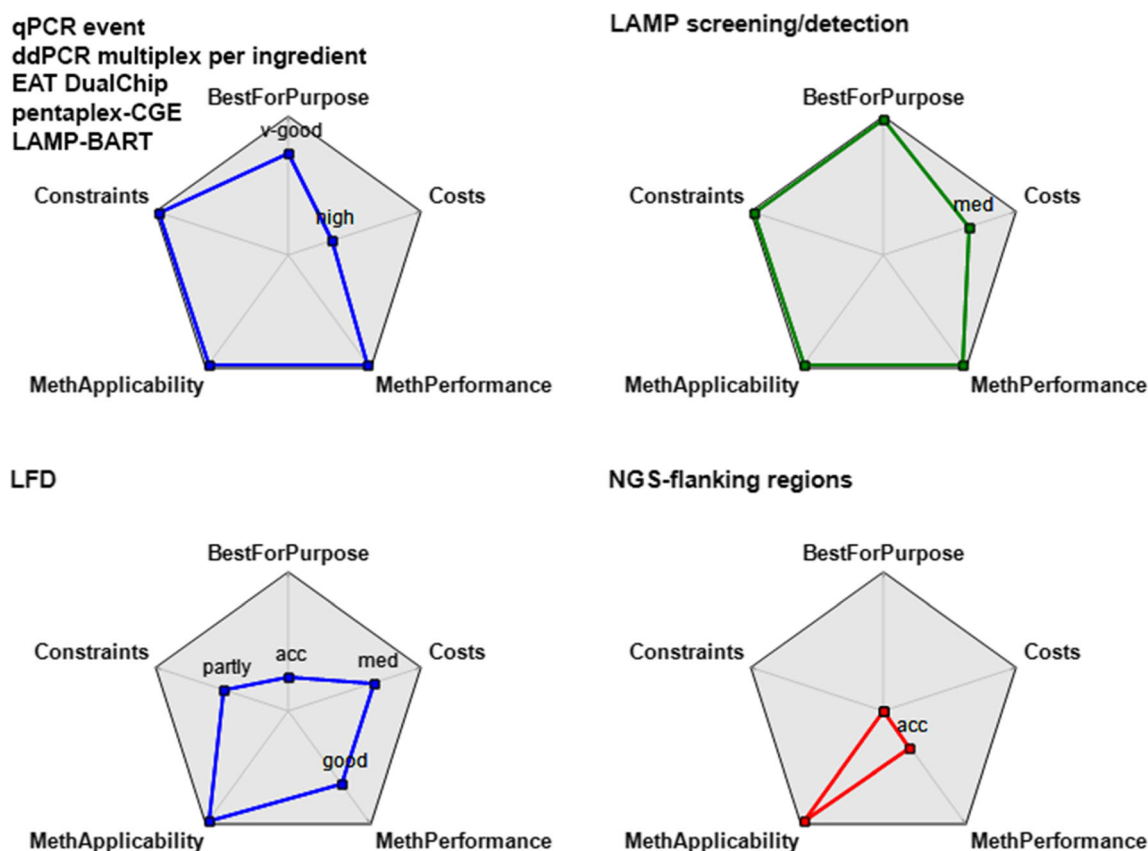 qPCR event
ddPCR multiplex per ingredient
EAT DualChip
pentaplex-CGE
LAMP-BART
BestForPurpose
v-good
Constraints
Costs
high
MethApplicability
MethPerformance
LAMP screening/detection
BestForPurpose
Constraints
Costs
med
MethApplicability
MethPerformance
LFD
BestForPurpose
Constraints
acc
Costs
partly
med
good
MethApplicability
MethPerformance
NGS-flanking regions
BestForPurpose
Constraints
Costs
acc
MethApplicability
MethPerformance